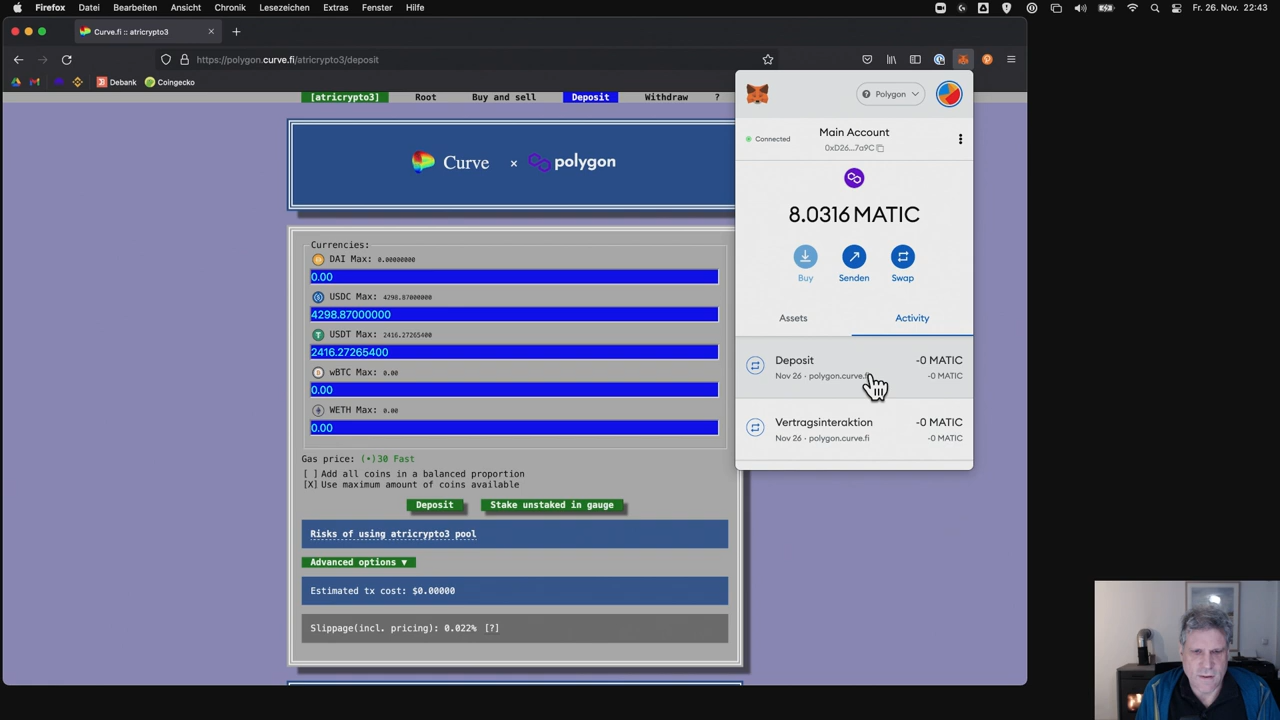 Firefox Datei Bearbeiten Ansicht Chronik Lesezeichen Extras Fenster Hilfe Fr. 26. Nov. 22:43
Curve.fi :: atricrypto3
https://polygon.curve.fi/atricrypto3/deposit
Debank Coingecko
[atricrypto3] Root Buy and sell Deposit Withdraw ?
Curve × polygon
Currencies:
DAI Max: 0.00000000
0.00
USDC Max: 4298.87000000
4298.87000000
USDT Max: 2416.27265400
2416.27265400
wBTC Max: 0.00
0.00
WETH Max: 0.00
0.00
Gas price: (•)30 Fast
[ ] Add all coins in a balanced proportion
[X] Use maximum amount of coins available
Deposit Stake unstaked in gauge
Risks of using atricrypto3 pool
Advanced options ▼
Estimated tx cost: $0.00000
Slippage(incl. pricing): 0.022% [?]
Polygon
Connected
Main Account
0xD26...7a9C
8.0316 MATIC
Buy Senden Swap
Assets Activity
Deposit -0 MATIC
Nov 26 · polygon.curve.fi -0 MATIC
Vertragsinteraktion -0 MATIC
Nov 26 · polygon.curve.fi -0 MATIC